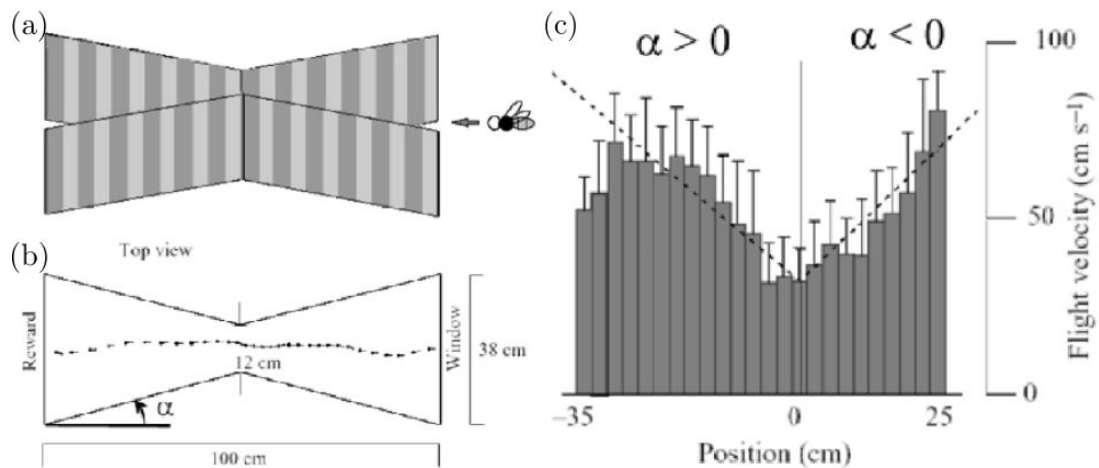 (a)
Top view
(b)
Reward
12 cm
Window
38 cm
α
100 cm
(c)
α > 0
α < 0
100
50
0
Flight velocity (cm s⁻¹)
−35
0
25
Position (cm)